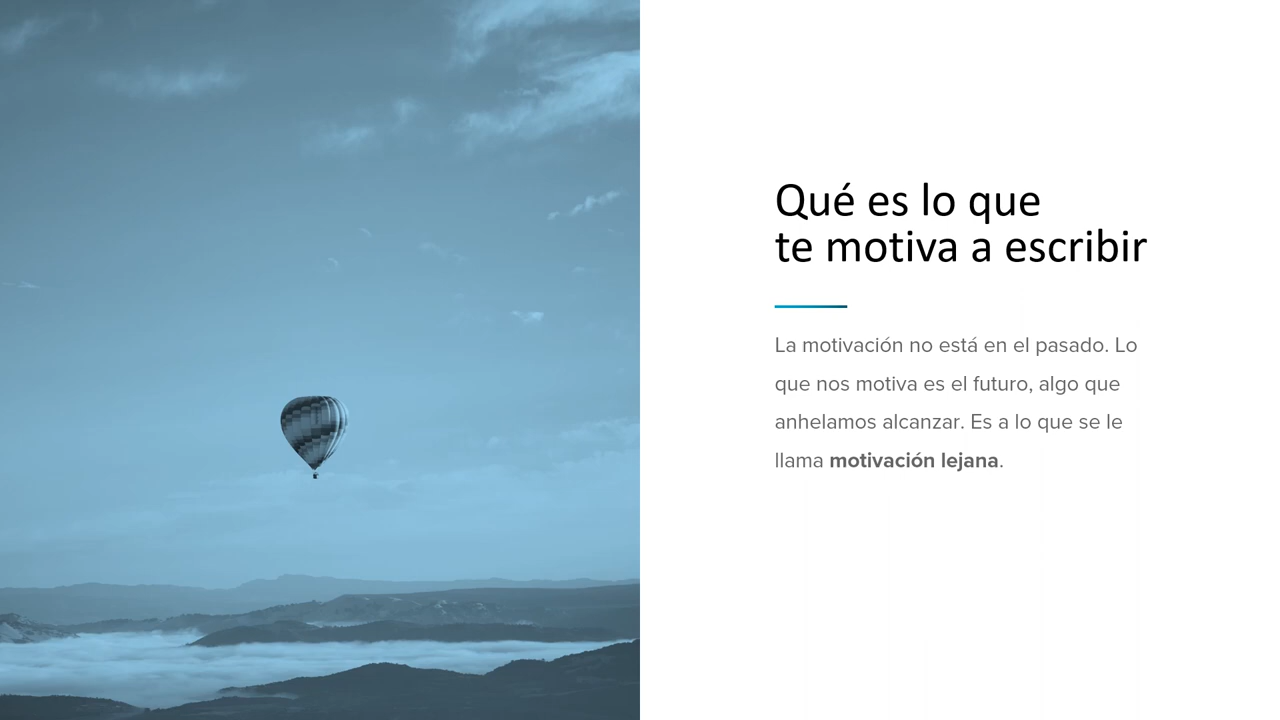 Qué es lo que
te motiva a escribir
La motivación no está en el pasado. Lo
que nos motiva es el futuro, algo que
anhelamos alcanzar. Es a lo que se le
llama motivación lejana.